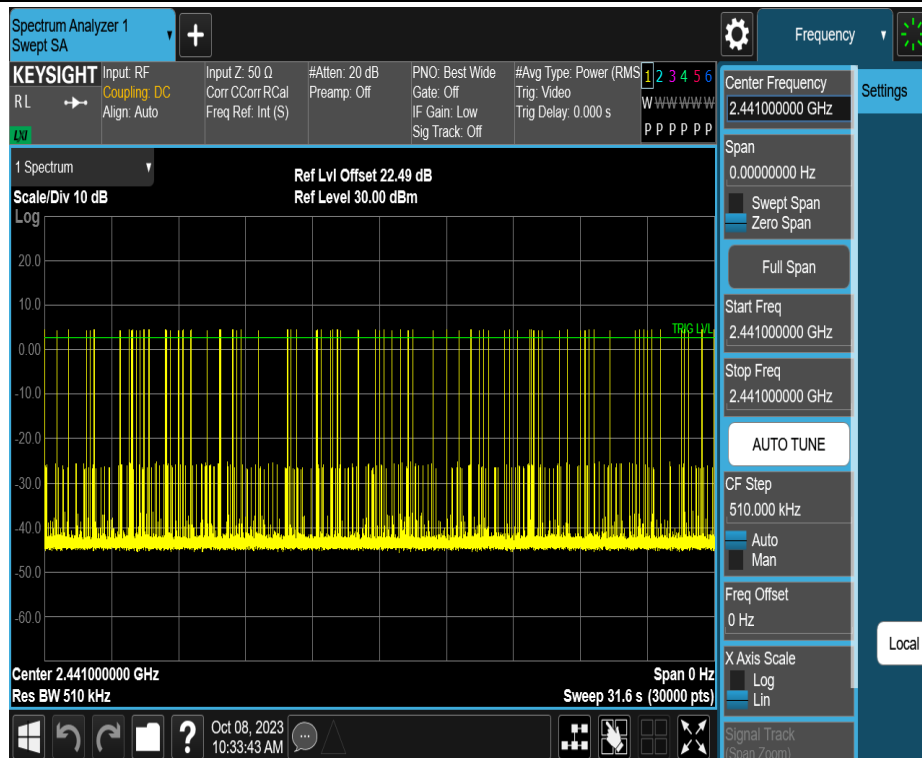 Spectrum Analyzer 1
Swept SA
+
Frequency
KEYSIGHT
RL
LXI
Input: RF
Coupling: DC
Align: Auto
Input Z: 50 Ω
Corr CCorr RCal
Freq Ref: Int (S)
#Atten: 20 dB
Preamp: Off
PNO: Best Wide
Gate: Off
IF Gain: Low
Sig Track: Off
#Avg Type: Power (RMS
Trig: Video
Trig Delay: 0.000 s
1 2 3 4 5 6
W W W W W W
P P P P P P
Center Frequency
2.441000000 GHz
Settings
Span
0.00000000 Hz
Swept Span
Zero Span
Full Span
Start Freq
2.441000000 GHz
Stop Freq
2.441000000 GHz
AUTO TUNE
CF Step
510.000 kHz
Auto
Man
Freq Offset
0 Hz
X Axis Scale
Log
Lin
Signal Track
(Span Zoom)
Local
1 Spectrum
Scale/Div 10 dB
Log
Ref Lvl Offset 22.49 dB
Ref Level 30.00 dBm
20.0
10.0
TRIG LVL
0.00
-10.0
-20.0
-30.0
-40.0
-50.0
-60.0
Center 2.441000000 GHz
Res BW 510 kHz
Span 0 Hz
Sweep 31.6 s (30000 pts)
?
Oct 08, 2023
10:33:43 AM